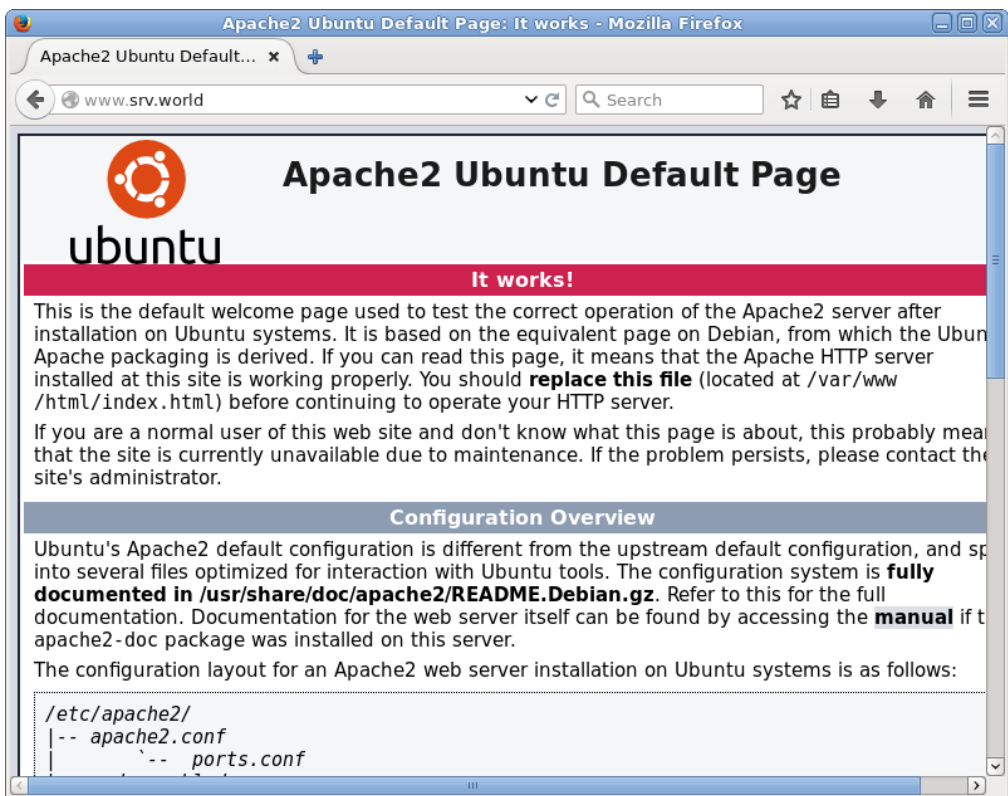 Apache2 Ubuntu Default Page: It works - Mozilla Firefox
Apache2 Ubuntu Default...
www.srv.world
Search
ubuntu
Apache2 Ubuntu Default Page
It works!
This is the default welcome page used to test the correct operation of the Apache2 server after
installation on Ubuntu systems. It is based on the equivalent page on Debian, from which the Ubun
Apache packaging is derived. If you can read this page, it means that the Apache HTTP server
installed at this site is working properly. You should replace this file (located at /var/www
/html/index.html) before continuing to operate your HTTP server.
If you are a normal user of this web site and don't know what this page is about, this probably mea
that the site is currently unavailable due to maintenance. If the problem persists, please contact the
site's administrator.
Configuration Overview
Ubuntu's Apache2 default configuration is different from the upstream default configuration, and sp
into several files optimized for interaction with Ubuntu tools. The configuration system is fully
documented in /usr/share/doc/apache2/README.Debian.gz. Refer to this for the full
documentation. Documentation for the web server itself can be found by accessing the manual if t
apache2-doc package was installed on this server.
The configuration layout for an Apache2 web server installation on Ubuntu systems is as follows:
/etc/apache2/
|-- apache2.conf
|       `--  ports.conf